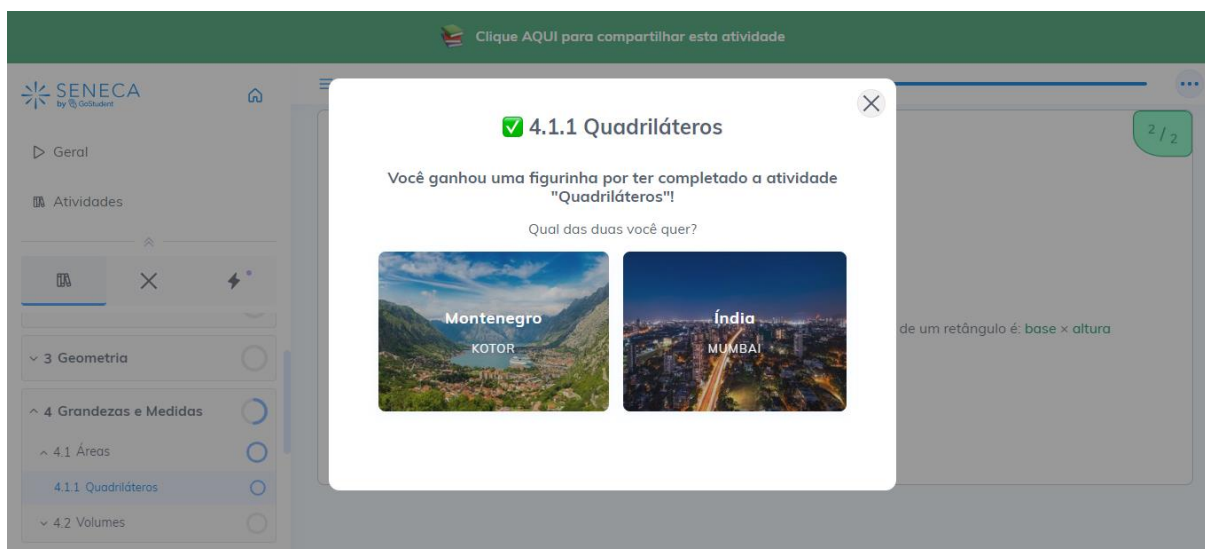 Clique AQUI para compartilhar esta atividade
SENECA
by GoStudent
Geral
Atividades
3 Geometria
4 Grandezas e Medidas
4.1 Áreas
4.1.1 Quadriláteros
4.2 Volumes
4.1.1 Quadriláteros
Você ganhou uma figurinha por ter completado a atividade
"Quadriláteros"!
Qual das duas você quer?
Montenegro
KOTOR
Índia
MUMBAI
2/2
de um retângulo é: base × altura